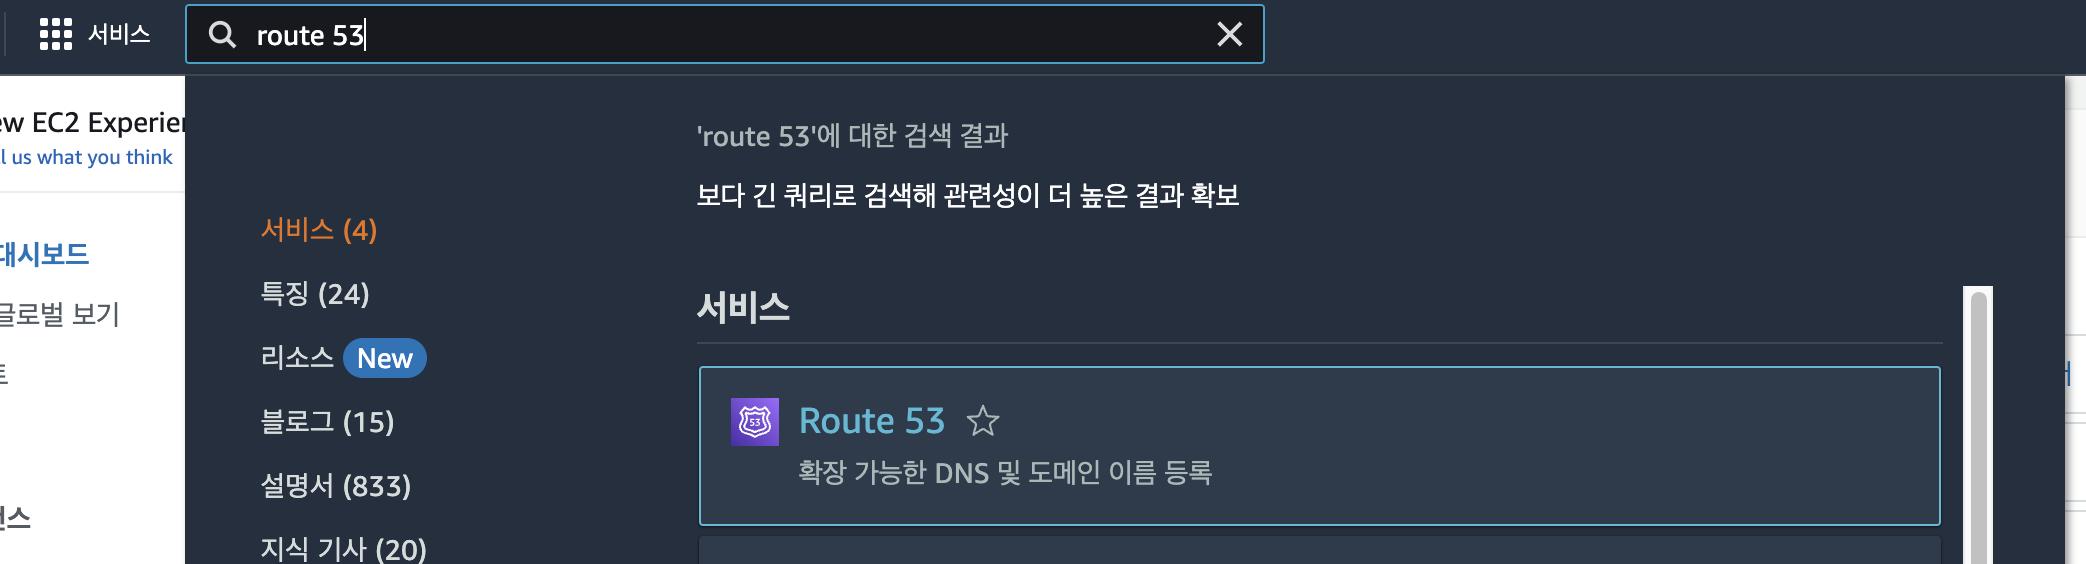 서비스
route 53
ew EC2 Experier
l us what you think
대시보드
글로벌 보기
트
스
'route 53'에 대한 검색 결과
보다 긴 쿼리로 검색해 관련성이 더 높은 결과 확보
서비스 (4)
특징 (24)
리소스 New
블로그 (15)
설명서 (833)
지식 기사 (20)
서비스
53
Route 53
확장 가능한 DNS 및 도메인 이름 등록